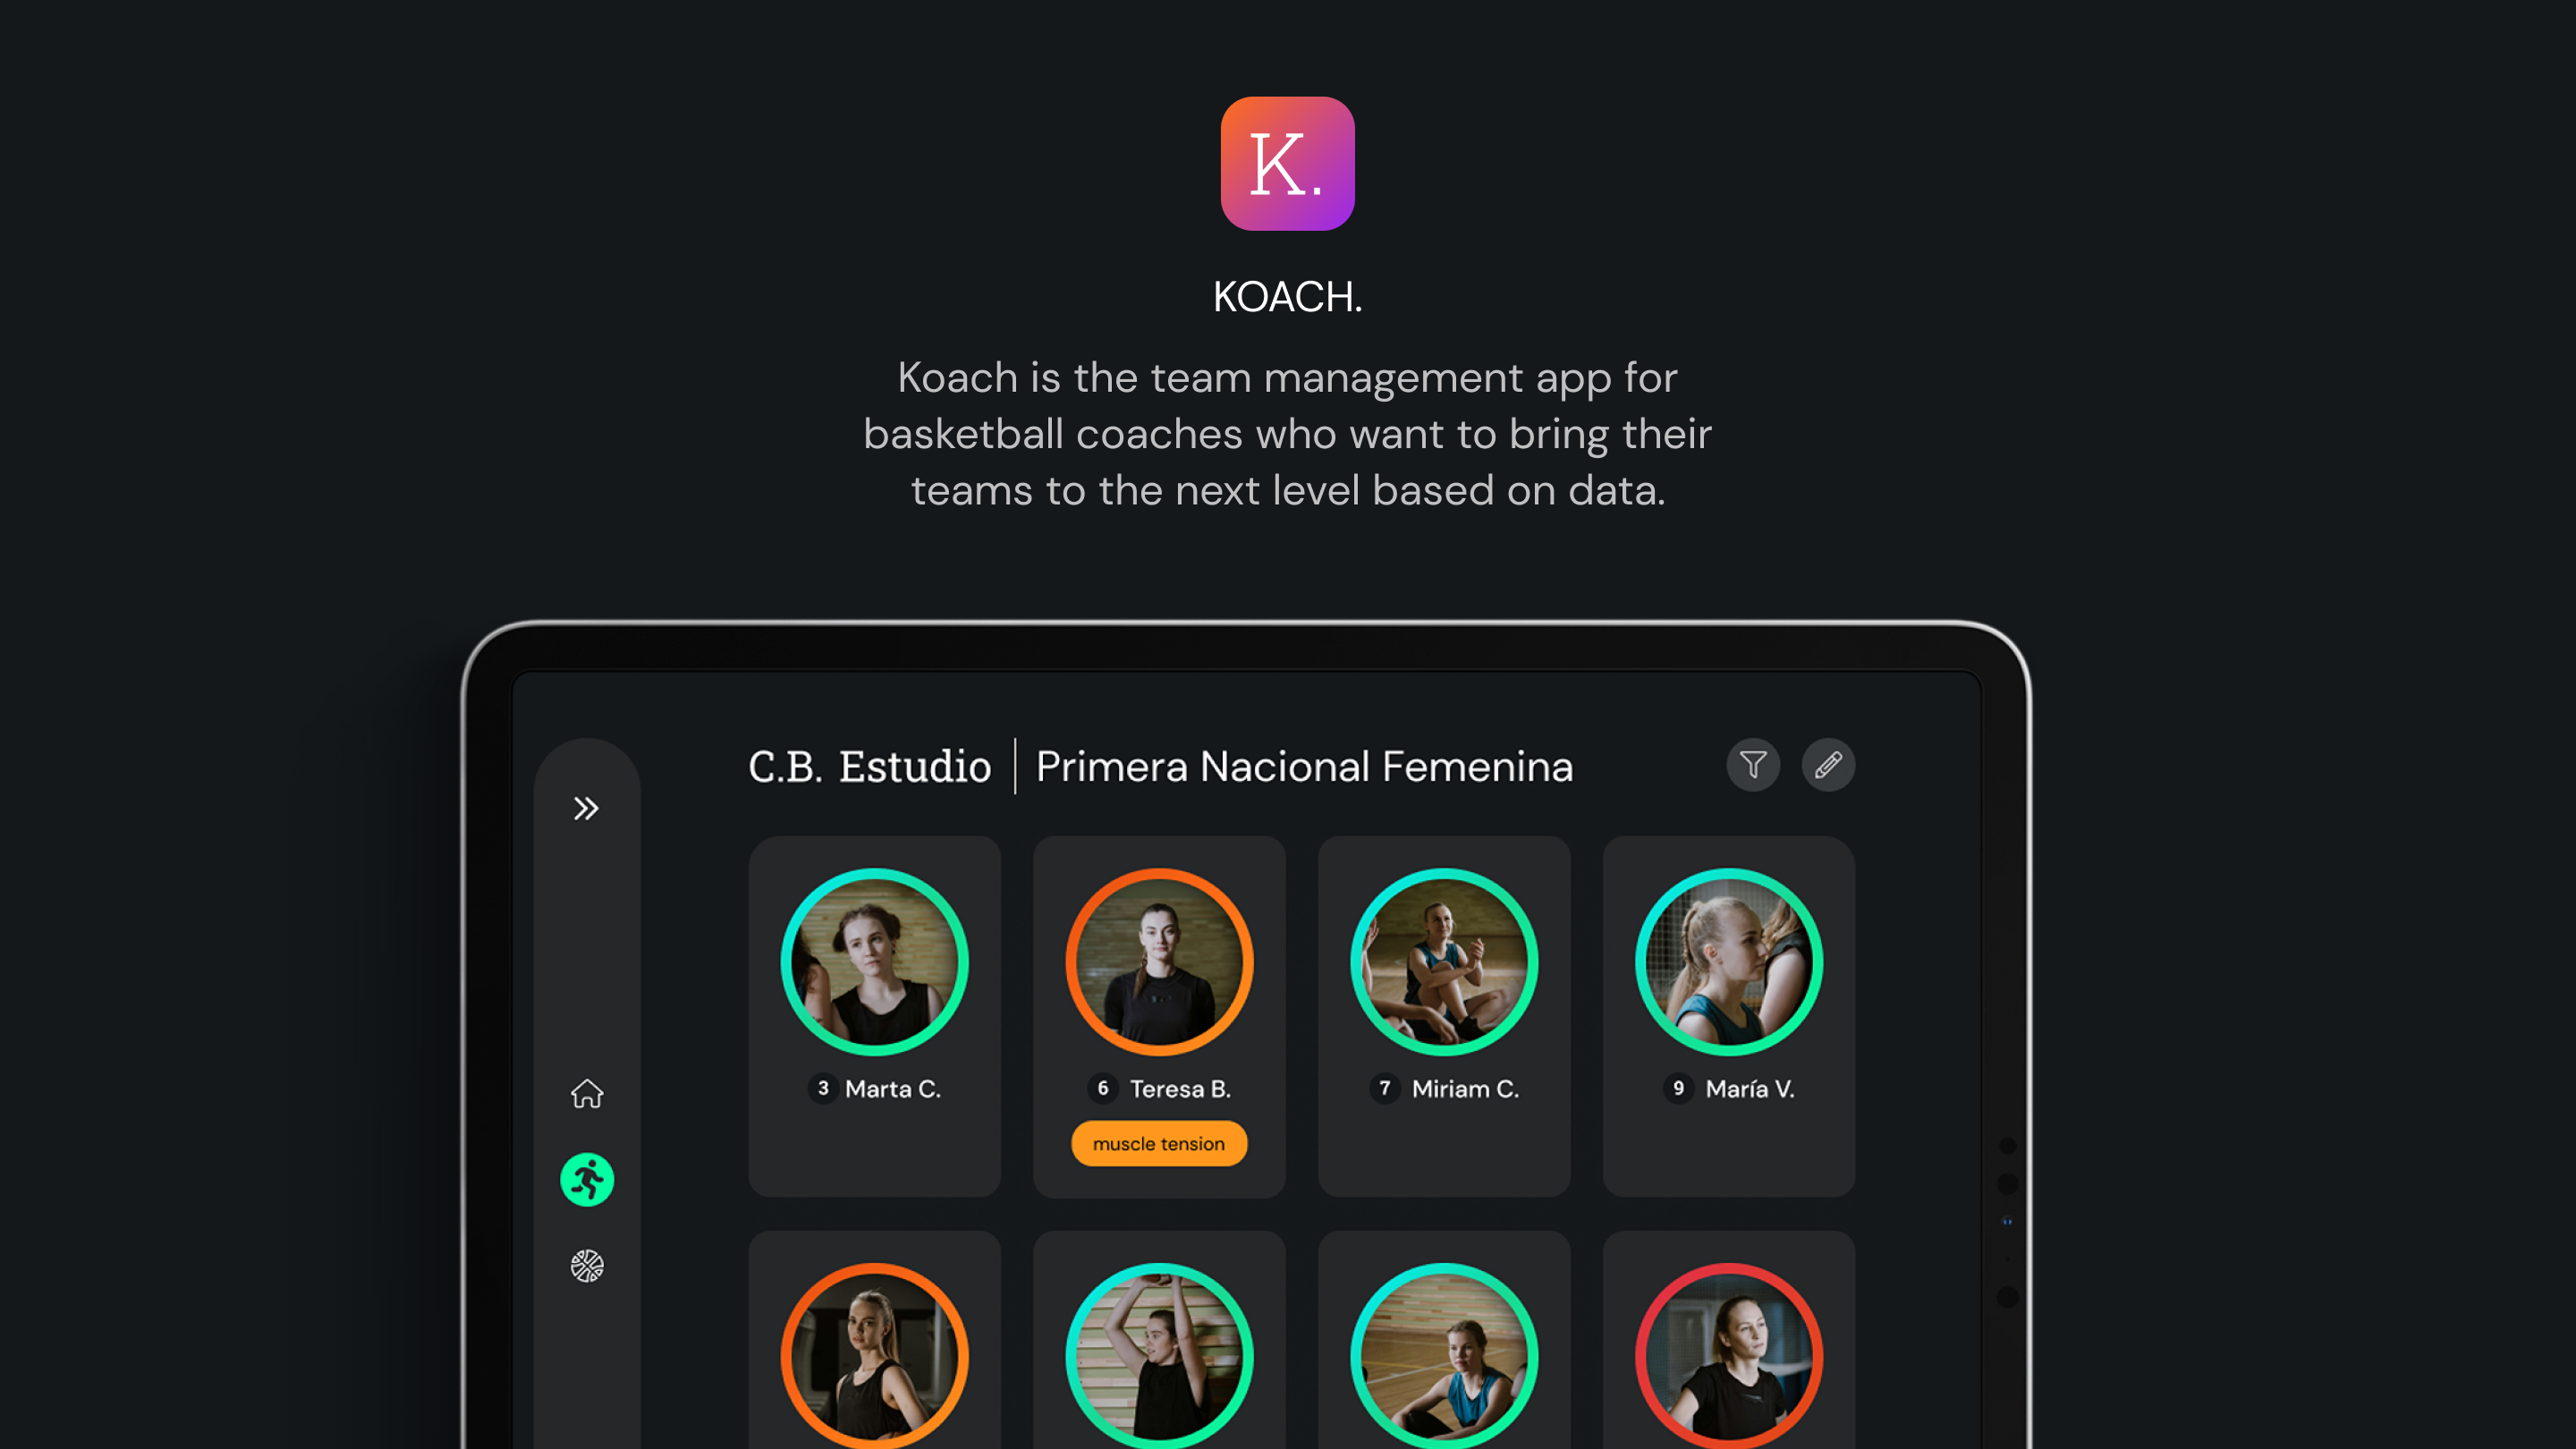 K.
KOACH.
Koach is the team management app for
basketball coaches who want to bring their
teams to the next level based on data.
C.B. Estudio | Primera Nacional Femenina
3 Marta C.
6 Teresa B.
muscle tension
7 Miriam C.
9 María V.